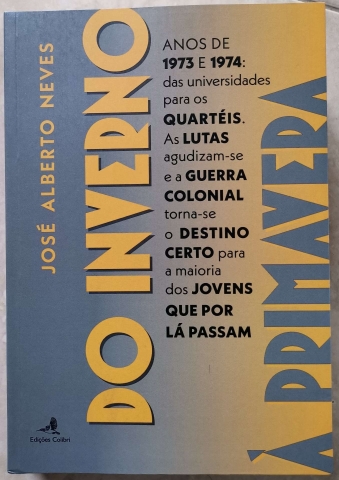 JOSÉ ALBERTO NEVES
DO INVERNO
ANOS DE
1973 E 1974:
das universidades
para os
QUARTÉIS.
As LUTAS
agudizam-se
e a GUERRA
COLONIAL
torna-se
o DESTINO
CERTO para
a maioria
dos JOVENS
QUE POR
LÁ PASSAM
À PRIMAVERA
Edições Colibri